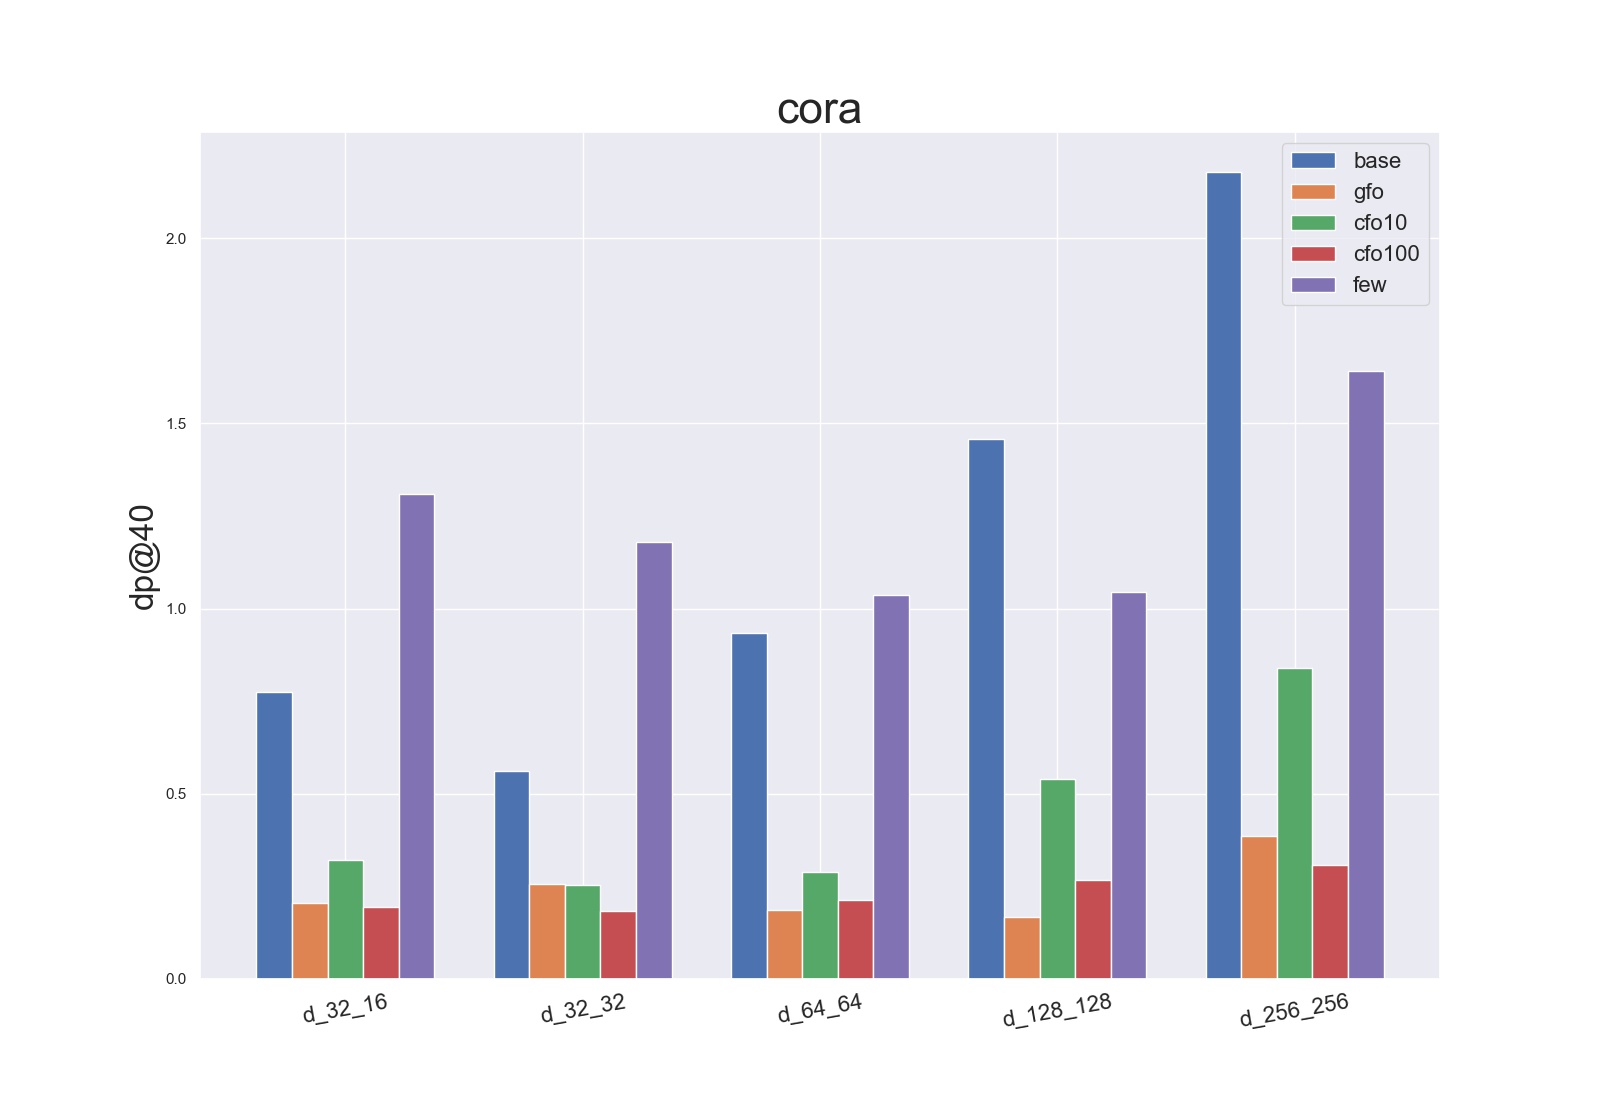 cora
base
gfo
cfo10
cfo100
few
dp@40
2.0
1.5
1.0
0.5
0.0
d_32_16
d_32_32
d_64_64
d_128_128
d_256_256